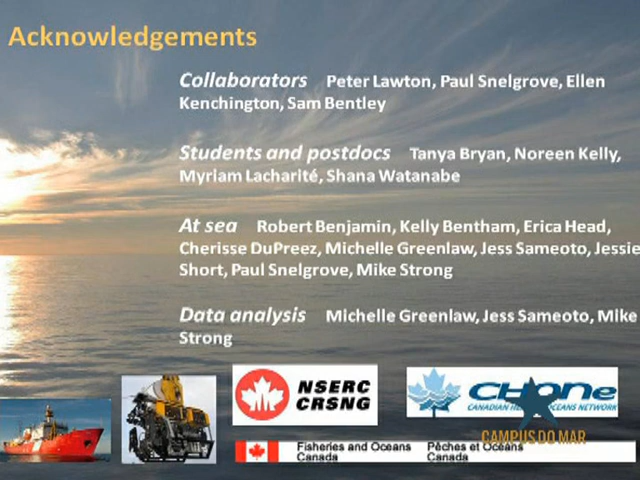 Acknowledgements
Collaborators Peter Lawton, Paul Snelgrove, Ellen
Kenchington, Sam Bentley
Students and postdocs Tanya Bryan, Noreen Kelly,
Myriam Lacharité, Shana Watanabe
At sea Robert Benjamin, Kelly Bentham, Erica Head,
Cherisse DuPreez, Michelle Greenlaw, Jess Sameoto, Jessie
Short, Paul Snelgrove, Mike Strong
Data analysis Michelle Greenlaw, Jess Sameoto, Mike
Strong
NSERC
CRSNG
CHONe
CANADIAN OCEANS NETWORK
CAMPUS DO MAR
Fisheries and Oceans Pêches et Océans
Canada Canada